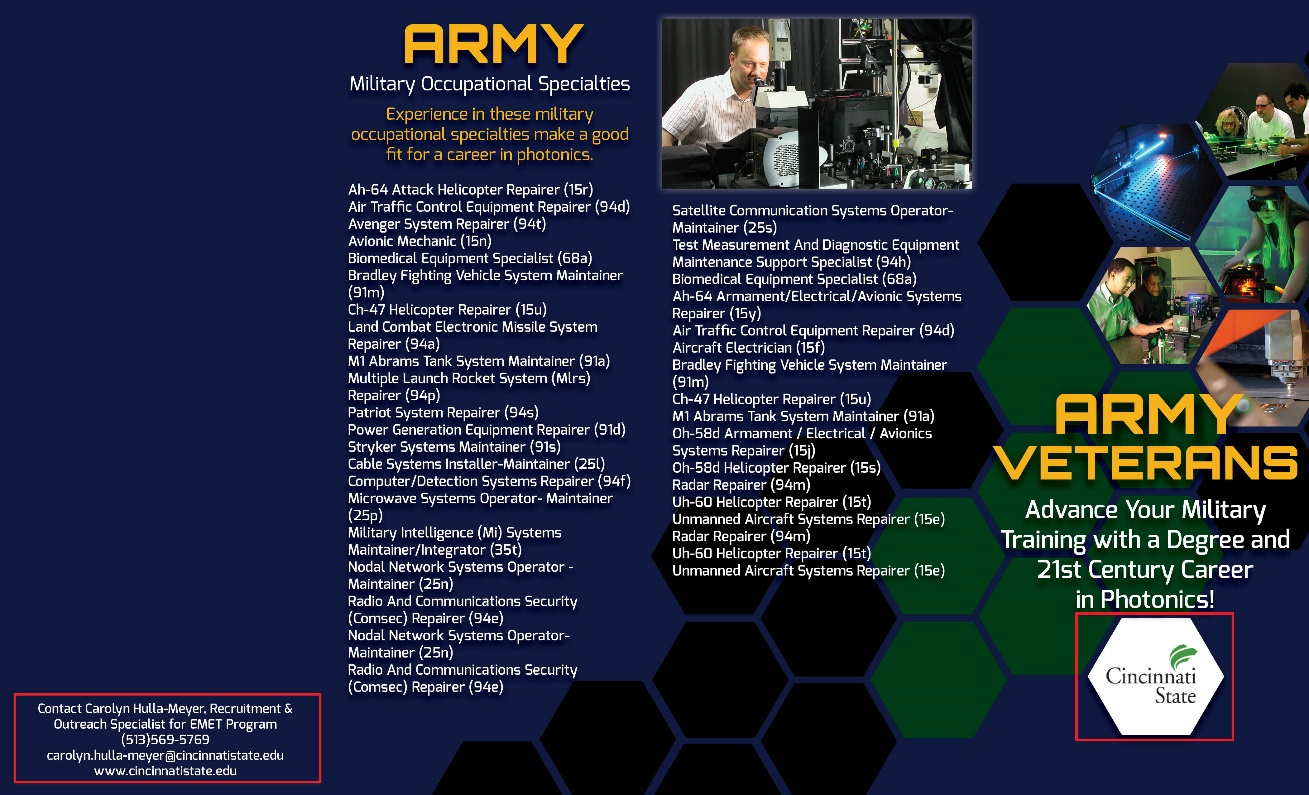 ARMY
Military Occupational Specialties
Experience in these military
occupational specialties make a good
fit for a career in photonics.
Ah-64 Attack Helicopter Repairer (15r)
Air Traffic Control Equipment Repairer (94d)
Avenger System Repairer (94t)
Avionic Mechanic (15n)
Biomedical Equipment Specialist (68a)
Bradley Fighting Vehicle System Maintainer
(91m)
Ch-47 Helicopter Repairer (15u)
Land Combat Electronic Missile System
Repairer (94a)
M1 Abrams Tank System Maintainer (91a)
Multiple Launch Rocket System (Mlrs)
Repairer (94p)
Patriot System Repairer (94s)
Power Generation Equipment Repairer (91d)
Stryker Systems Maintainer (91s)
Cable Systems Installer-Maintainer (25l)
Computer/Detection Systems Repairer (94f)
Microwave Systems Operator- Maintainer
(25p)
Military Intelligence (Mi) Systems
Maintainer/Integrator (35t)
Nodal Network Systems Operator -
Maintainer (25n)
Radio And Communications Security
(Comsec) Repairer (94e)
Nodal Network Systems Operator-
Maintainer (25n)
Radio And Communications Security
(Comsec) Repairer (94e)
Contact Carolyn Hulla-Meyer, Recruitment &
Outreach Specialist for EMET Program
(513)569-5769
carolyn.hulla-meyer@cincinnatistate.edu
www.cincinnatistate.edu
Satellite Communication Systems Operator-
Maintainer (25s)
Test Measurement And Diagnostic Equipment
Maintenance Support Specialist (94h)
Biomedical Equipment Specialist (68a)
Ah-64 Armament/Electrical/Avionic Systems
Repairer (15y)
Air Traffic Control Equipment Repairer (94d)
Aircraft Electrician (15f)
Bradley Fighting Vehicle System Maintainer
(91m)
Ch-47 Helicopter Repairer (15u)
M1 Abrams Tank System Maintainer (91a)
Oh-58d Armament / Electrical / Avionics
Systems Repairer (15j)
Oh-58d Helicopter Repairer (15s)
Radar Repairer (94m)
Uh-60 Helicopter Repairer (15t)
Unmanned Aircraft Systems Repairer (15e)
Radar Repairer (94m)
Uh-60 Helicopter Repairer (15t)
Unmanned Aircraft Systems Repairer (15e)
ARMY
VETERANS
Advance Your Military
Training with a Degree and
21st Century Career
in Photonics!
Cincinnati
State